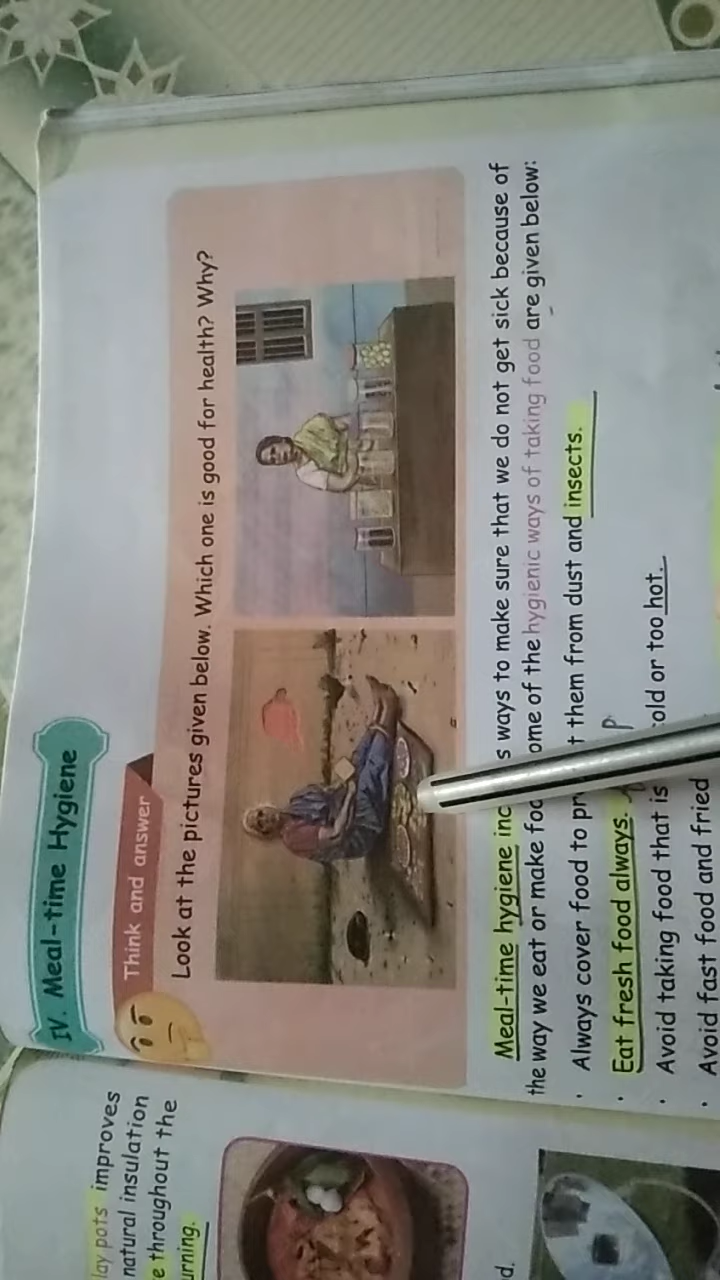 IV. Meal-time Hygiene
Think and answer
Look at the pictures given below. Which one is good for health? Why?
Meal-time hygiene inc s ways to make sure that we do not get sick because of
the way we eat or make foo ome of the hygienic ways of taking food are given below:
• Always cover food to pr t them from dust and insects.
• Eat fresh food always. P
• Avoid taking food that is cold or too hot.
• Avoid fast food and fried
lay pots improves
natural insulation
e throughout the
urning.
d.